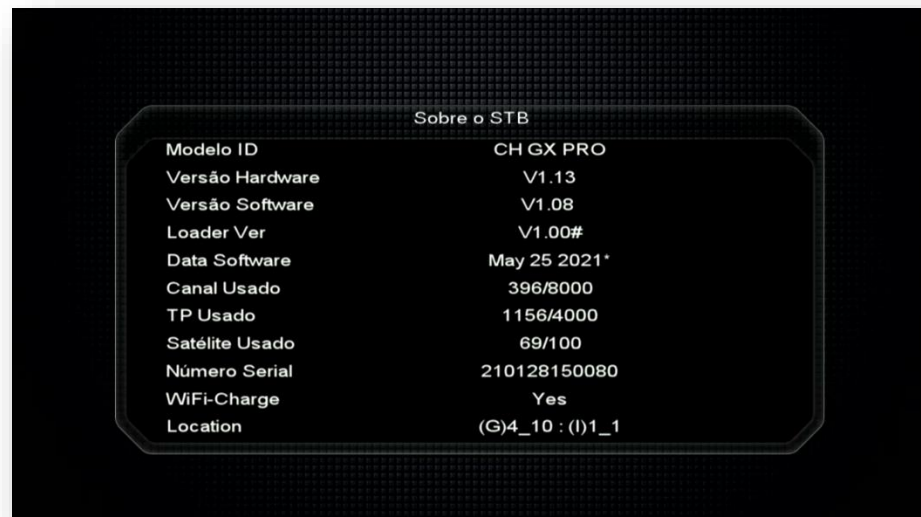 Sobre o STB
Modelo ID CH GX PRO
Versão Hardware V1.13
Versão Software V1.08
Loader Ver V1.00#
Data Software May 25 2021*
Canal Usado 396/8000
TP Usado 1156/4000
Satélite Usado 69/100
Número Serial 210128150080
WiFi-Charge Yes
Location (G)4_10 : (I)1_1